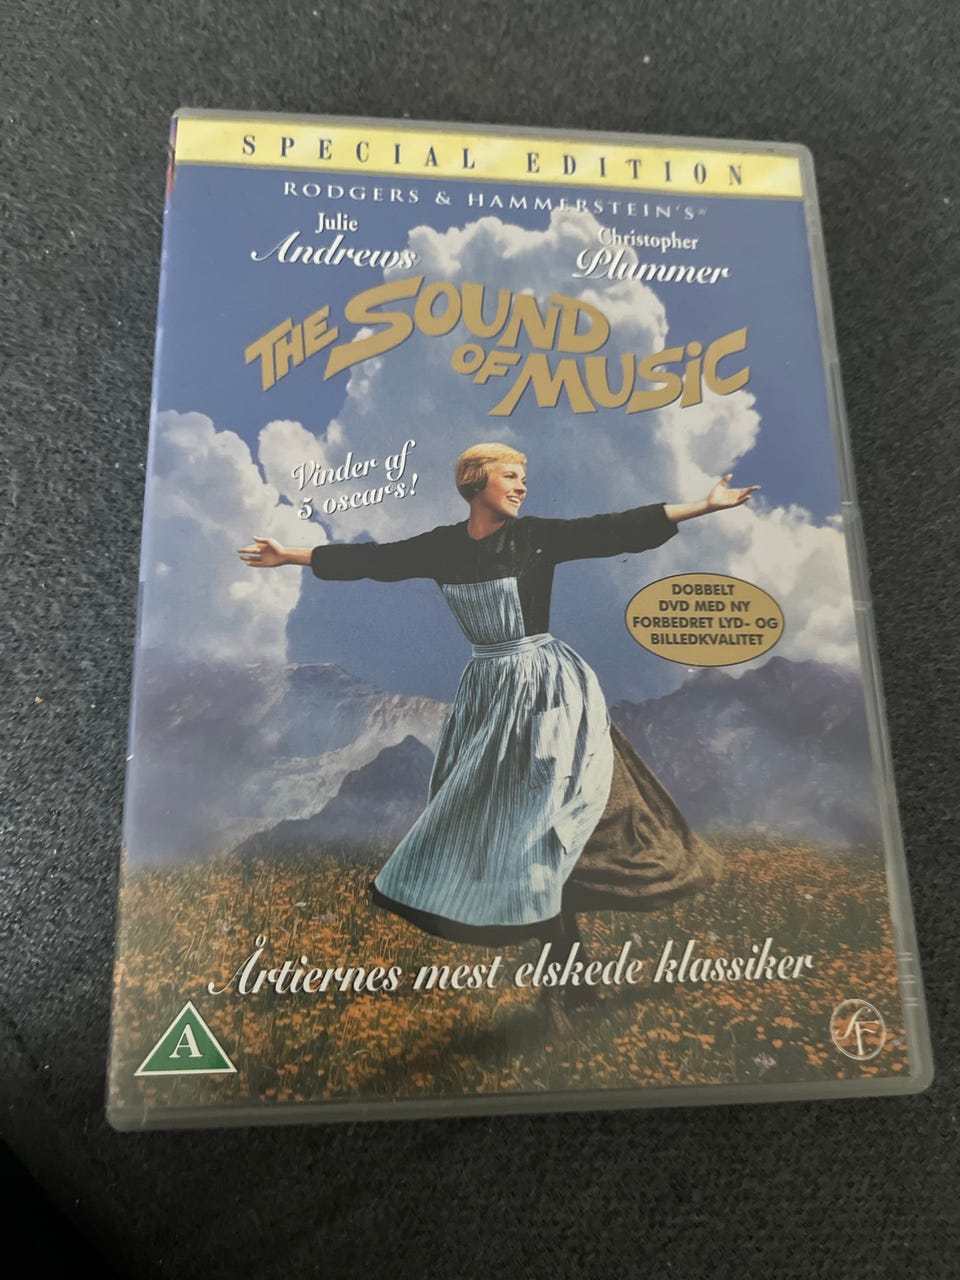 SPECIAL EDITION
RODGERS & HAMMERSTEIN'S®
Julie
Andrews
Christopher
Plummer
THE SOUND
OF MUSIC
Vinder af
5 oscars!
DOBBELT
DVD MED NY
FORBEDRET LYD- OG
BILLEDKVALITET
Årtiernes mest elskede klassiker
A
SF